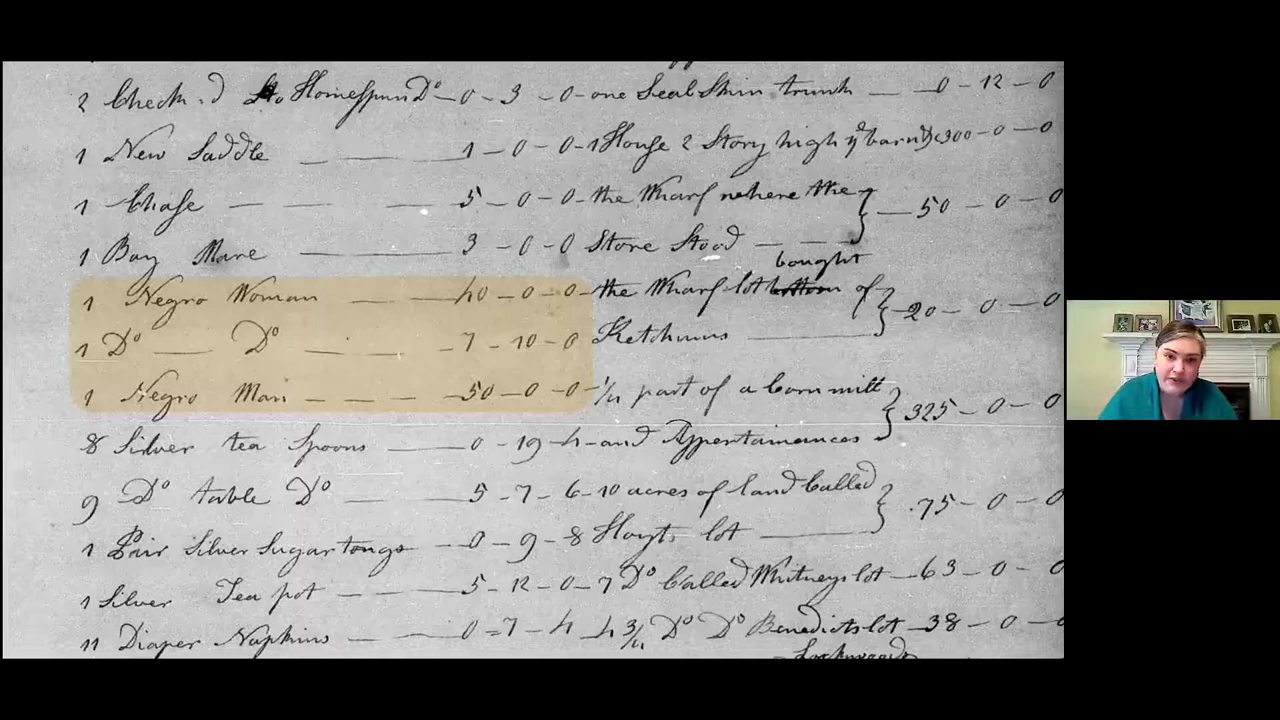 2 Check.d Homespun Do — 0 - 3 - 0 - one Seal Skin trunk — 0 - 12 - 0
1 New Saddle — — 1 - 0 - 0 - 1 House 2 Story high ye barn &c 300 - 0 - 0
1 Chase — — — 5 - 0 - 0 - the Wharf where the } — 50 - 0 - 0
1 Bay Mare — 3 - 0 - 0 Store Stood — —
bought
1 Negro Woman — — 40 - 0 - 0 - the Wharf lot of } 20 - 0 - 0
1 Do — Do — — - 7 - 10 - 0 Ketchums —
1 Negro Man — — — 50 - 0 - 0 - 1/4 part of a Corn mill } 325 - 0 - 0
8 Silver tea Spoons — 0 - 19 - 4 - and Appertainances
9 Do table Do — 5 - 7 - 6 - 10 acres of land Called } .75 - 0 - 0
1 Pair Silver Sugar tongs — 0 - 9 - 8 Hoyts lot —
1 Silver Tea pot — — 5 - 12 - 0 - 7 Do Called Whitneys lot — 63 - 0 - 0
11 Diaper Napkins — — 0 = 7 - 4 4 3/4 Do Do Benedicts lot — 38 - 0 - 0